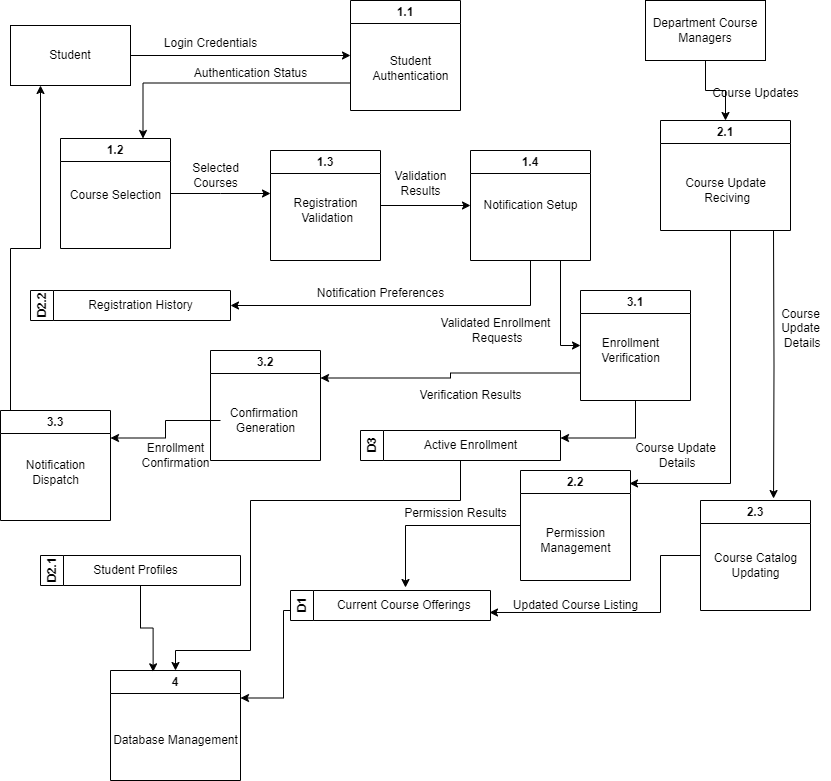 Student
Login Credentials
1.1
Student
Authentication
Authentication Status
Department Course
Managers
Course Updates
2.1
Course Update
Reciving
1.2
Course Selection
Selected
Courses
1.3
Registration
Validation
Validation
Results
1.4
Notification Setup
D2.2
Registration History
Notification Preferences
Validated Enrollment
Requests
3.1
Enrollment
Verification
Course
Update
Details
3.2
Confirmation
Generation
Verification Results
3.3
Notification
Dispatch
Enrollment
Confirmation
D3
Active Enrollment
Course Update
Details
2.2
Permission
Management
Permission Results
2.3
Course Catalog
Updating
D2.1
Student Profiles
D1
Current Course Offerings
Updated Course Listing
4
Database Management